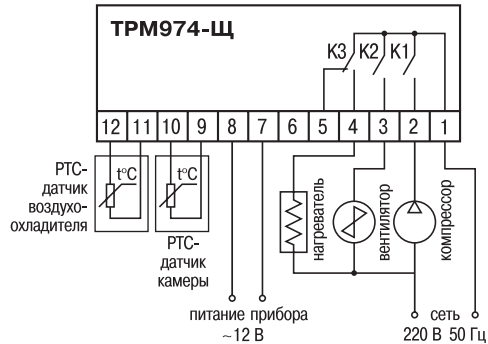 ТРМ974-Щ
К3 К2 К1
12 11 10 9 8 7 6 5 4 3 2 1
t°C
t°C
РТС-
датчик
воздухо-
охладителя
РТС-
датчик
камеры
нагреватель
вентилятор
компрессор
питание прибора
~12 В
сеть
220 В 50 Гц